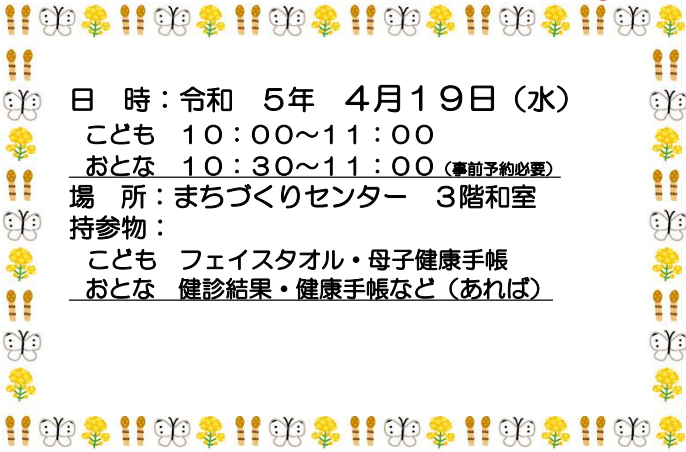 日　時：令和　５年　４月１９日（水）
こども　１０：００～１１：００
おとな　１０：３０～１１：００（事前予約必要）
場　所：まちづくりセンター　３階和室
持参物：
こども　フェイスタオル・母子健康手帳
おとな　健診結果・健康手帳など（あれば）